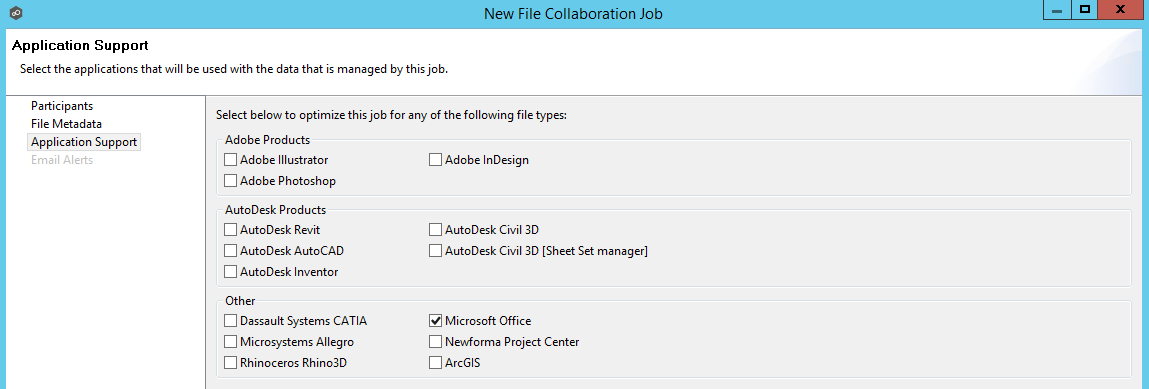 New File Collaboration Job
Application Support
Select the applications that will be used with the data that is managed by this job.
Participants
File Metadata
Application Support
Email Alerts
Select below to optimize this job for any of the following file types:
Adobe Products
Adobe Illustrator
Adobe InDesign
Adobe Photoshop
AutoDesk Products
AutoDesk Revit
AutoDesk Civil 3D
AutoDesk AutoCAD
AutoDesk Civil 3D [Sheet Set manager]
AutoDesk Inventor
Other
Dassault Systems CATIA
Microsoft Office
Microsystems Allegro
Newforma Project Center
Rhinoceros Rhino3D
ArcGIS